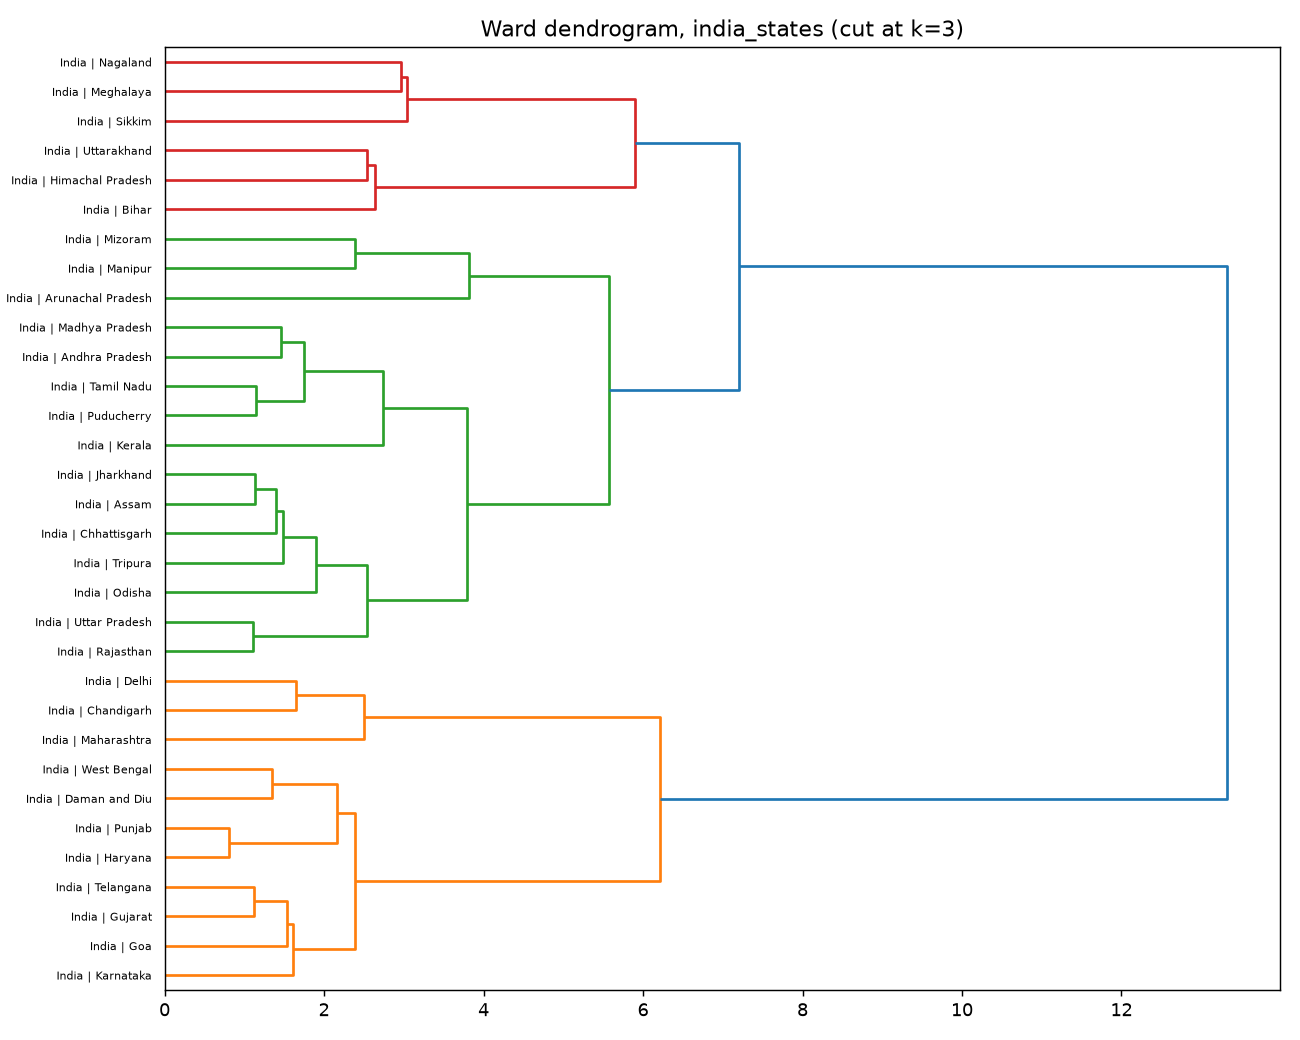 Ward dendrogram, india_states (cut at k=3)
India | Nagaland
India | Meghalaya
India | Sikkim
India | Uttarakhand
India | Himachal Pradesh
India | Bihar
India | Mizoram
India | Manipur
India | Arunachal Pradesh
India | Madhya Pradesh
India | Andhra Pradesh
India | Tamil Nadu
India | Puducherry
India | Kerala
India | Jharkhand
India | Assam
India | Chhattisgarh
India | Tripura
India | Odisha
India | Uttar Pradesh
India | Rajasthan
India | Delhi
India | Chandigarh
India | Maharashtra
India | West Bengal
India | Daman and Diu
India | Punjab
India | Haryana
India | Telangana
India | Gujarat
India | Goa
India | Karnataka
0 2 4 6 8 10 12